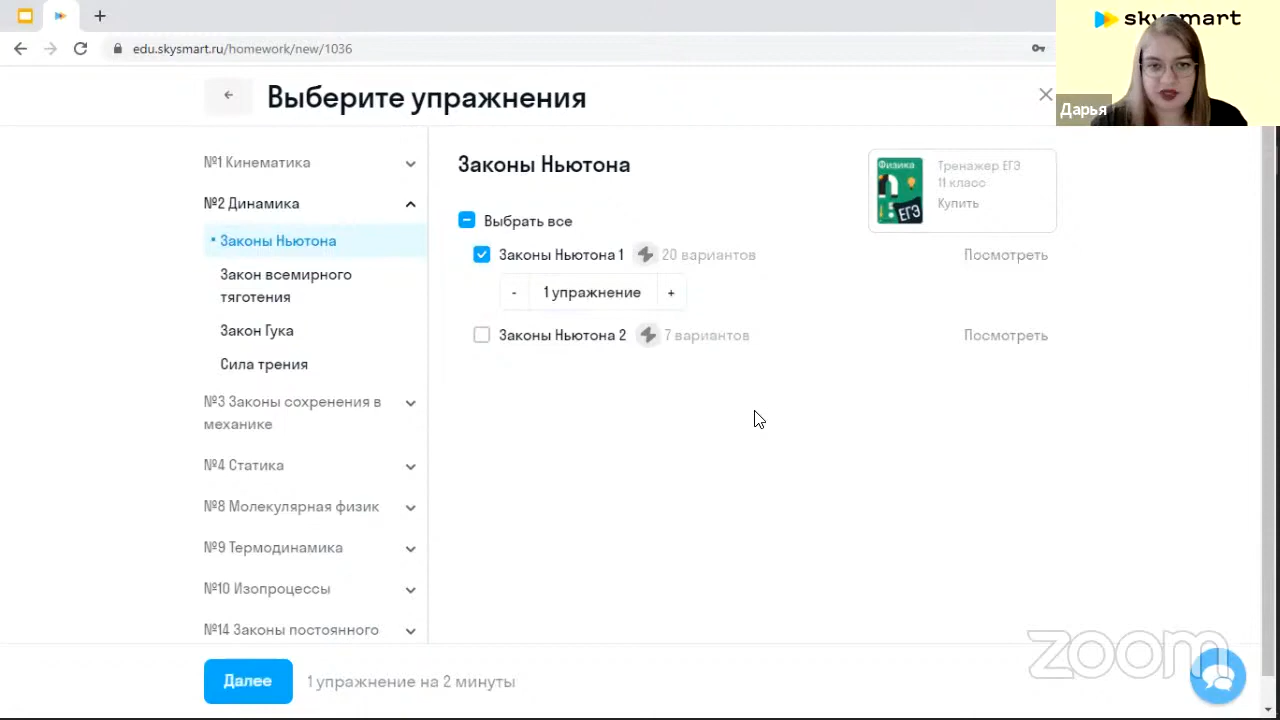 edu.skysmart.ru/homework/new/1036
skysmart
Дарья
Выберите упражнения
№1 Кинематика
№2 Динамика
Законы Ньютона
Закон всемирного
тяготения
Закон Гука
Сила трения
№3 Законы сохренения в
механике
№4 Статика
№8 Молекулярная физик
№9 Термодинамика
№10 Изопроцессы
№14 Законы постоянного
Законы Ньютона
Выбрать все
Законы Ньютона 1 20 вариантов Посмотреть
- 1 упражнение +
Законы Ньютона 2 7 вариантов Посмотреть
Физика
ЕГЭ
Тренажер ЕГЭ
11 класс
Купить
Далее 1 упражнение на 2 минуты
zoom